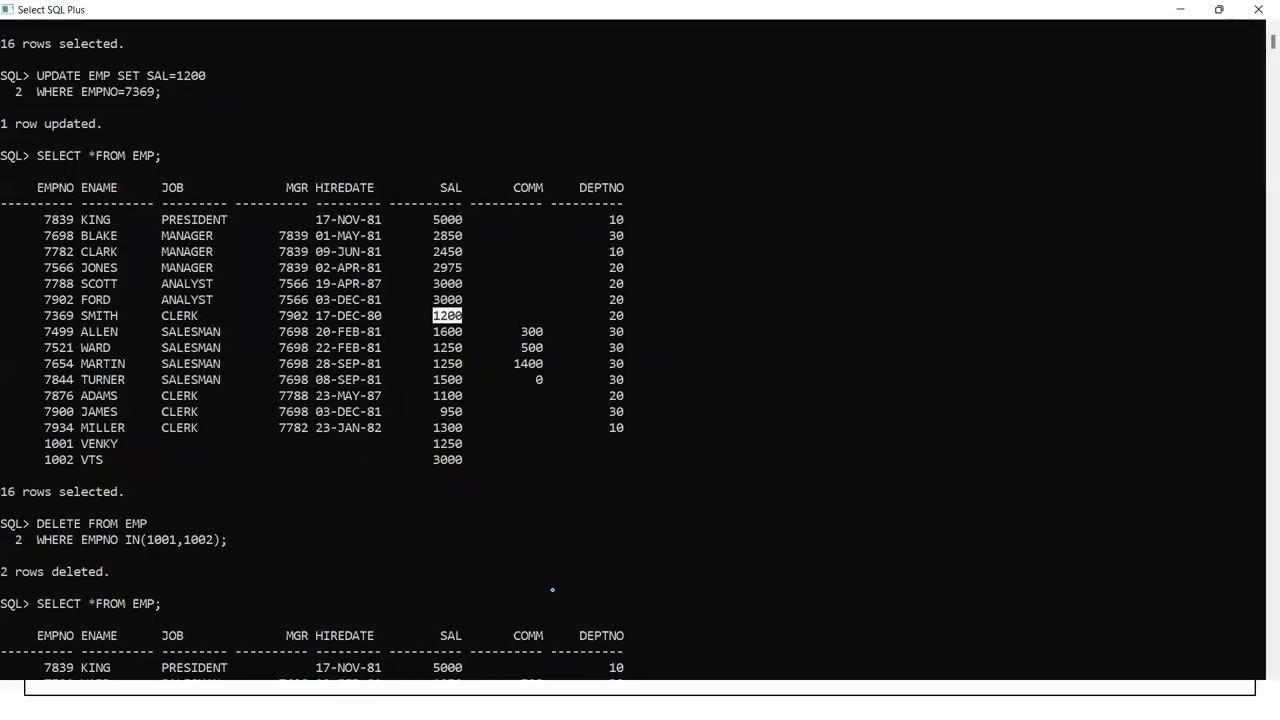 Select SQL Plus
16 rows selected.
SQL> UPDATE EMP SET SAL=1200
  2  WHERE EMPNO=7369;
1 row updated.
SQL> SELECT *FROM EMP;
     EMPNO ENAME      JOB              MGR HIREDATE         SAL       COMM     DEPTNO
---------- ---------- --------- ---------- --------- ---------- ---------- ----------
      7839 KING       PRESIDENT            17-NOV-81       5000                    10
      7698 BLAKE      MANAGER         7839 01-MAY-81       2850                    30
      7782 CLARK      MANAGER         7839 09-JUN-81       2450                    10
      7566 JONES      MANAGER         7839 02-APR-81       2975                    20
      7788 SCOTT      ANALYST         7566 19-APR-87       3000                    20
      7902 FORD       ANALYST         7566 03-DEC-81       3000                    20
      7369 SMITH      CLERK           7902 17-DEC-80       1200                    20
      7499 ALLEN      SALESMAN        7698 20-FEB-81       1600        300         30
      7521 WARD       SALESMAN        7698 22-FEB-81       1250        500         30
      7654 MARTIN     SALESMAN        7698 28-SEP-81       1250       1400         30
      7844 TURNER     SALESMAN        7698 08-SEP-81       1500          0         30
      7876 ADAMS      CLERK           7788 23-MAY-87       1100                    20
      7900 JAMES      CLERK           7698 03-DEC-81        950                    30
      7934 MILLER     CLERK           7782 23-JAN-82       1300                    10
      1001 VENKY                                           1250
      1002 VTS                                             3000
16 rows selected.
SQL> DELETE FROM EMP
  2  WHERE EMPNO IN(1001,1002);
2 rows deleted.
SQL> SELECT *FROM EMP;
     EMPNO ENAME      JOB              MGR HIREDATE         SAL       COMM     DEPTNO
---------- ---------- --------- ---------- --------- ---------- ---------- ----------
      7839 KING       PRESIDENT            17-NOV-81       5000                    10